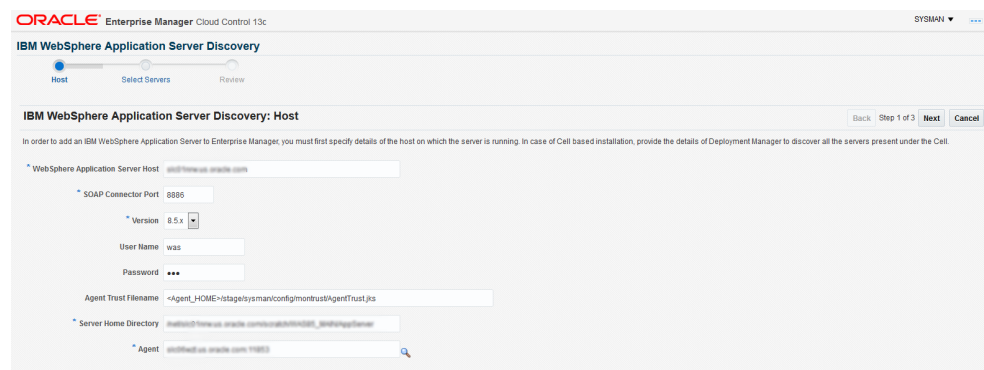 ORACLE Enterprise Manager Cloud Control 13c
SYSMAN
IBM WebSphere Application Server Discovery
Host Select Servers Review
IBM WebSphere Application Server Discovery: Host
Back Step 1 of 3 Next Cancel
In order to add an IBM WebSphere Application Server to Enterprise Manager, you must first specify details of the host on which the server is running. In case of Cell based installation, provide the details of Deployment Manager to discover all the servers present under the Cell.
* WebSphere Application Server Host
* SOAP Connector Port 8886
* Version 8.5.x
User Name was
Password •••
Agent Trust Filename <Agent_HOME>/stage/sysman/config/montrust/AgentTrust.jks
* Server Home Directory
* Agent